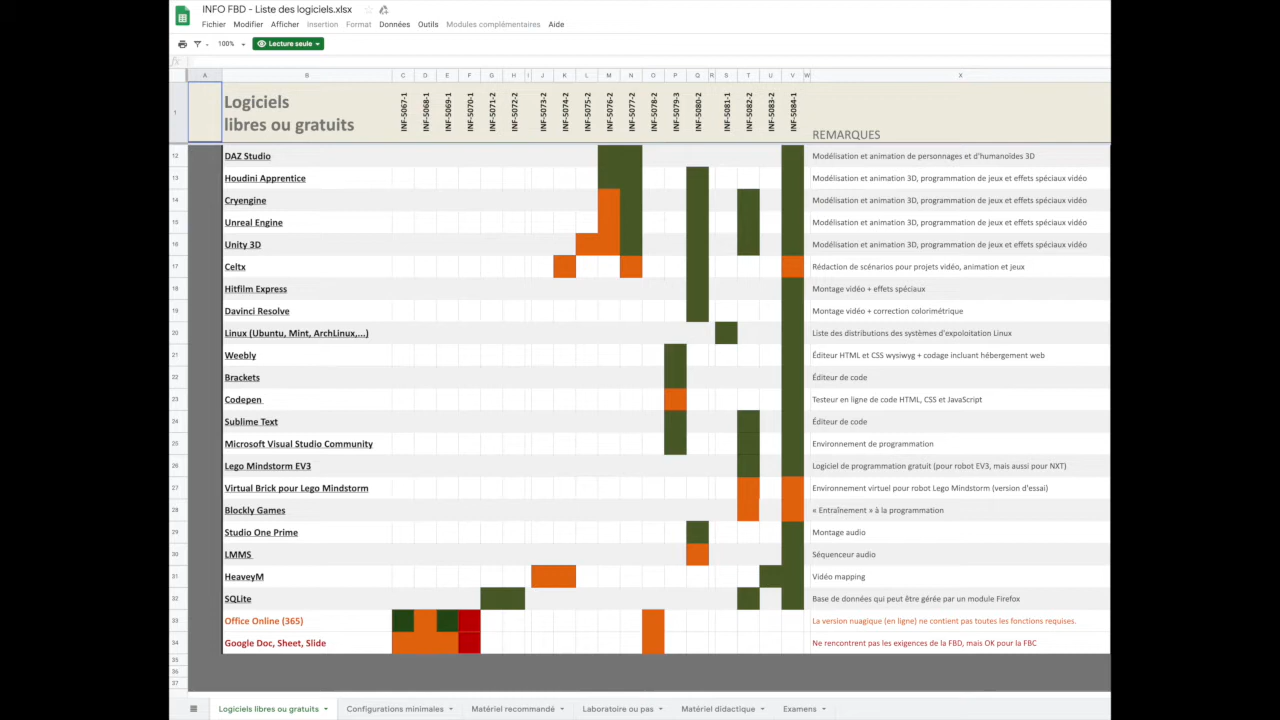 INFO FBD - Liste des logiciels.xlsx
Fichier Modifier Afficher Insertion Format Données Outils Modules complémentaires Aide
100% Lecture seule
fx
A B C D E F G H I J K L M N O P Q R S T U V W X
1 Logiciels
libres ou gratuits
INF-5067-1 INF-5068-1 INF-5069-1 INF-5070-1 INF-5071-2 INF-5072-2 INF-5073-2 INF-5074-2 INF-5075-2 INF-5076-2 INF-5077-2 INF-5078-2 INF-5079-3 INF-5080-2 INF-5081-1 INF-5082-2 INF-5083-2 INF-5084-1 REMARQUES
12 DAZ Studio Modélisation et animation de personnages et d'humanoïdes 3D
13 Houdini Apprentice Modélisation et animation 3D, programmation de jeux et effets spéciaux vidéo
14 Cryengine Modélisation et animation 3D, programmation de jeux et effets spéciaux vidéo
15 Unreal Engine Modélisation et animation 3D, programmation de jeux et effets spéciaux vidéo
16 Unity 3D Modélisation et animation 3D, programmation de jeux et effets spéciaux vidéo
17 Celtx Rédaction de scénarios pour projets vidéo, animation et jeux
18 Hitfilm Express Montage vidéo + effets spéciaux
19 Davinci Resolve Montage vidéo + correction colorimétrique
20 Linux (Ubuntu, Mint, ArchLinux,...) Liste des distributions des systèmes d'expoloitation Linux
21 Weebly Éditeur HTML et CSS wysiwyg + codage incluant hébergement web
22 Brackets Éditeur de code
23 Codepen Testeur en ligne de code HTML, CSS et JavaScript
24 Sublime Text Éditeur de code
25 Microsoft Visual Studio Community Environnement de programmation
26 Lego Mindstorm EV3 Logiciel de programmation gratuit (pour robot EV3, mais aussi pour NXT)
27 Virtual Brick pour Lego Mindstorm Environnement virtuel pour robot Lego Mindstorm (version d'essai)
28 Blockly Games « Entraînement » à la programmation
29 Studio One Prime Montage audio
30 LMMS Séquenceur audio
31 HeaveyM Vidéo mapping
32 SQLite Base de données qui peut être gérée par un module Firefox
33 Office Online (365) La version nuagique (en ligne) ne contient pas toutes les fonctions requises.
34 Google Doc, Sheet, Slide Ne rencontrent pas les exigences de la FBD, mais OK pour la FBC
35
36
37
Logiciels libres ou gratuits Configurations minimales Matériel recommandé Laboratoire ou pas Matériel didactique Examens